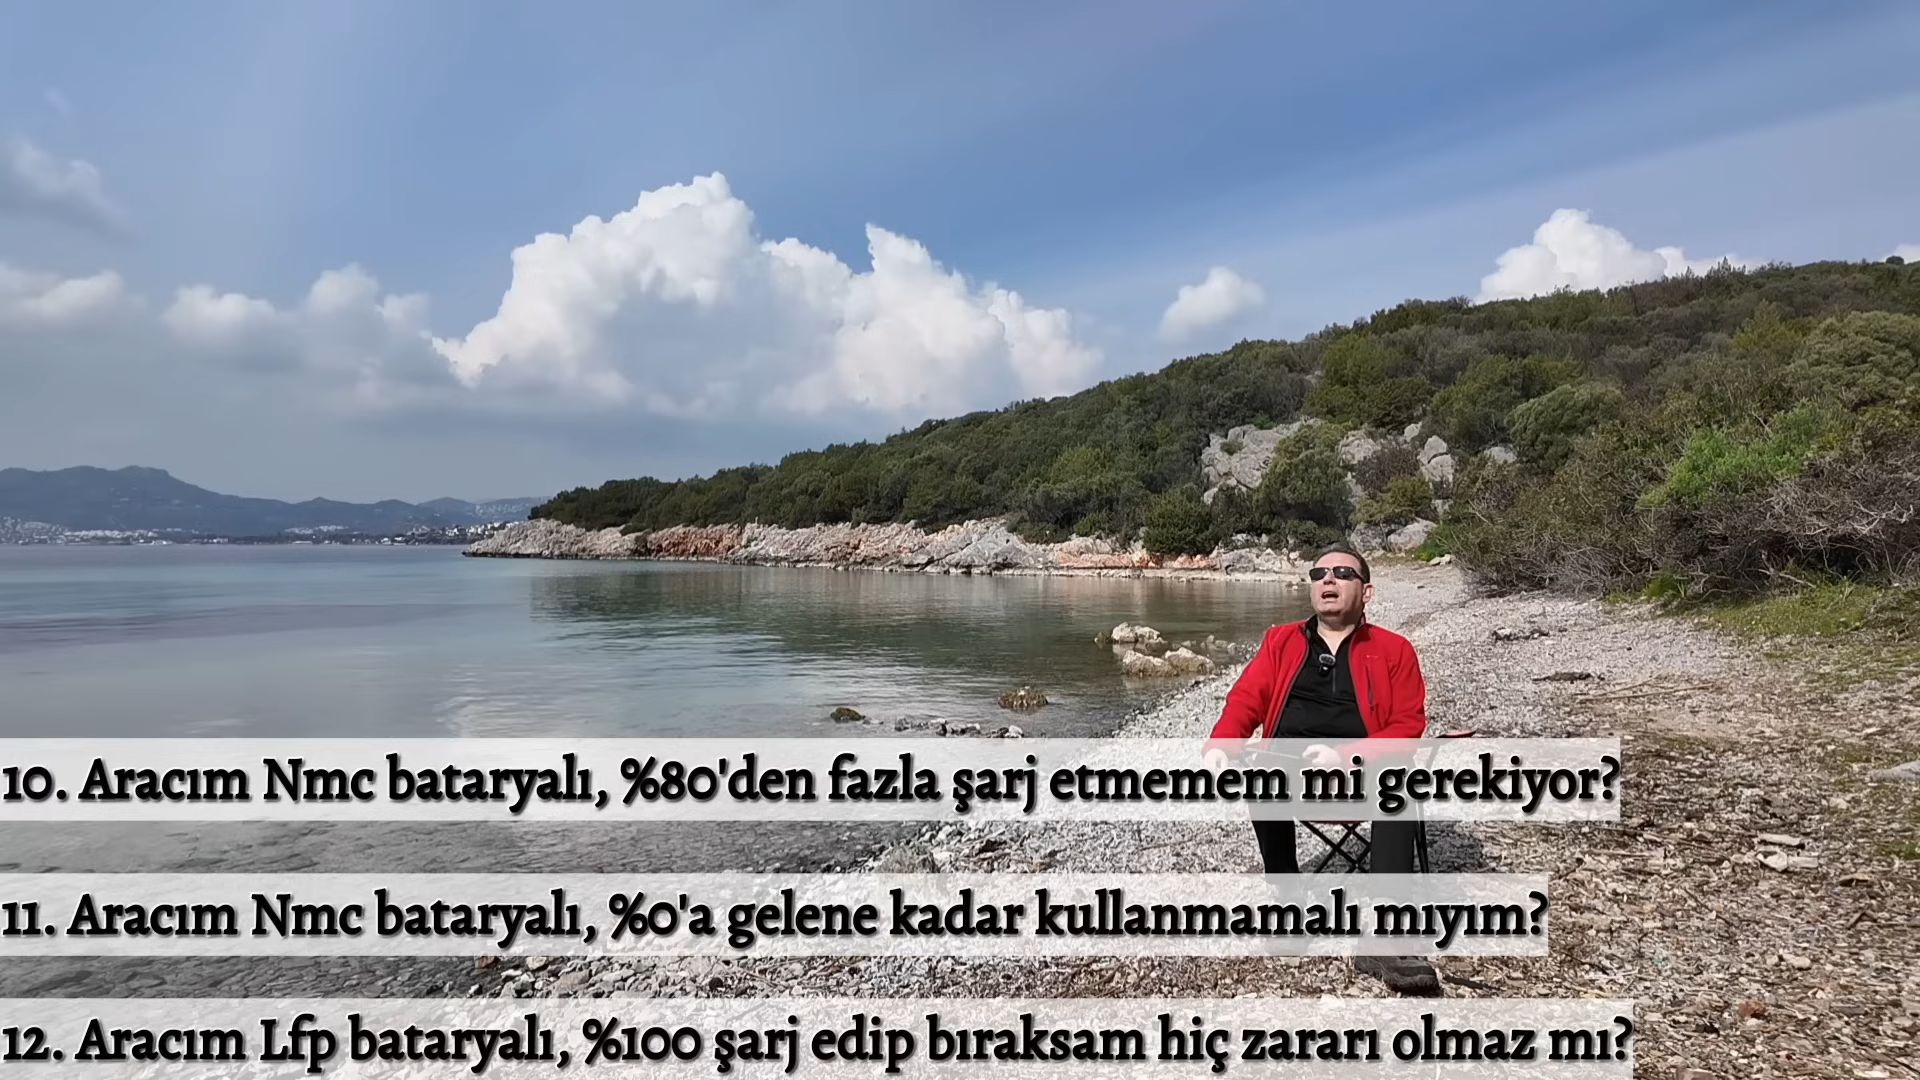 10. Aracım Nmc bataryalı, %80'den fazla şarj etmemem mi gerekiyor?
11. Aracım Nmc bataryalı, %0'a gelene kadar kullanmamalı mıyım?
12. Aracım Lfp bataryalı, %100 şarj edip bıraksam hiç zararı olmaz mı?